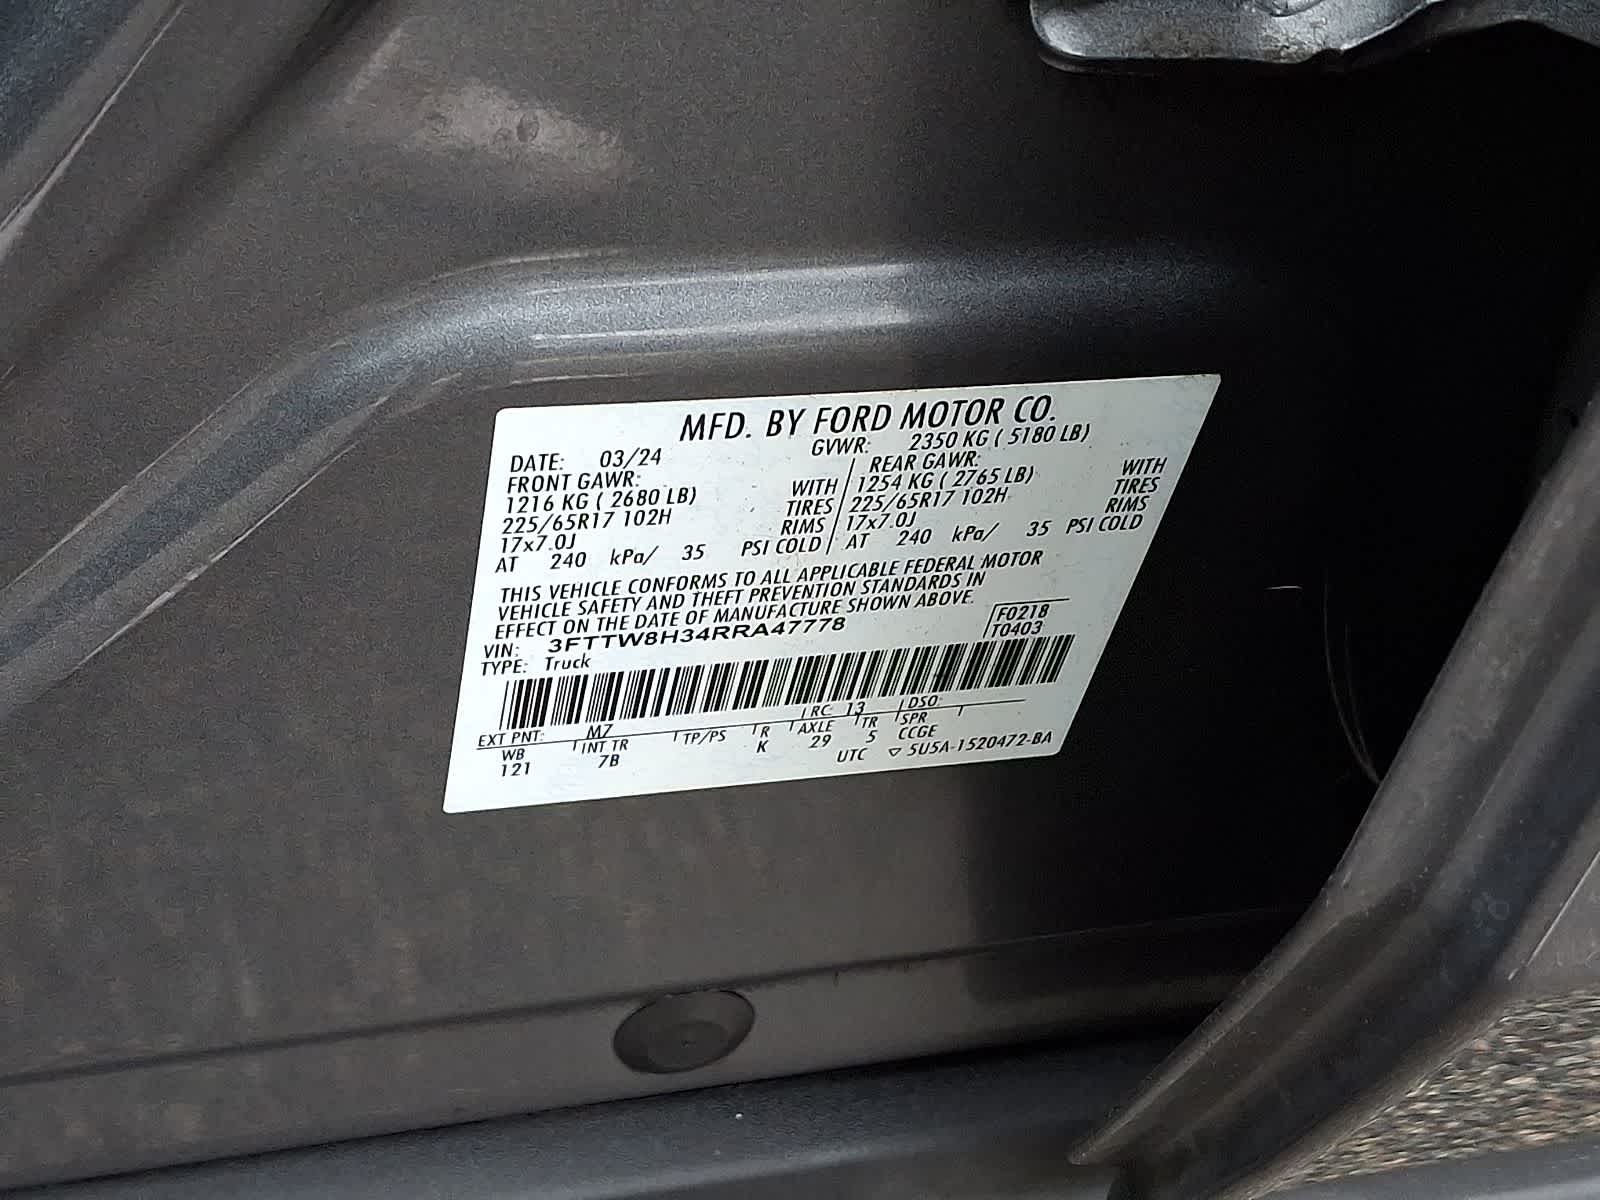 MFD. BY FORD MOTOR CO.
DATE: 03/24 GVWR: 2350 KG ( 5180 LB)
FRONT GAWR: REAR GAWR:
1216 KG ( 2680 LB) WITH 1254 KG ( 2765 LB) WITH
225/65R17 102H TIRES 225/65R17 102H TIRES
17x7.0J RIMS 17x7.0J RIMS
AT 240 kPa/ 35 PSI COLD AT 240 kPa/ 35 PSI COLD
THIS VEHICLE CONFORMS TO ALL APPLICABLE FEDERAL MOTOR
VEHICLE SAFETY AND THEFT PREVENTION STANDARDS IN
EFFECT ON THE DATE OF MANUFACTURE SHOWN ABOVE.
VIN: 3FTTW8H34RRA47778 F0218
TYPE: Truck T0403
EXT PNT: M7 RC: 13 DSO:
WB INT TR TP/PS R AXLE TR SPR
121 7B K 29 5 CCGE
UTC ▽ 5U5A-1520472-BA